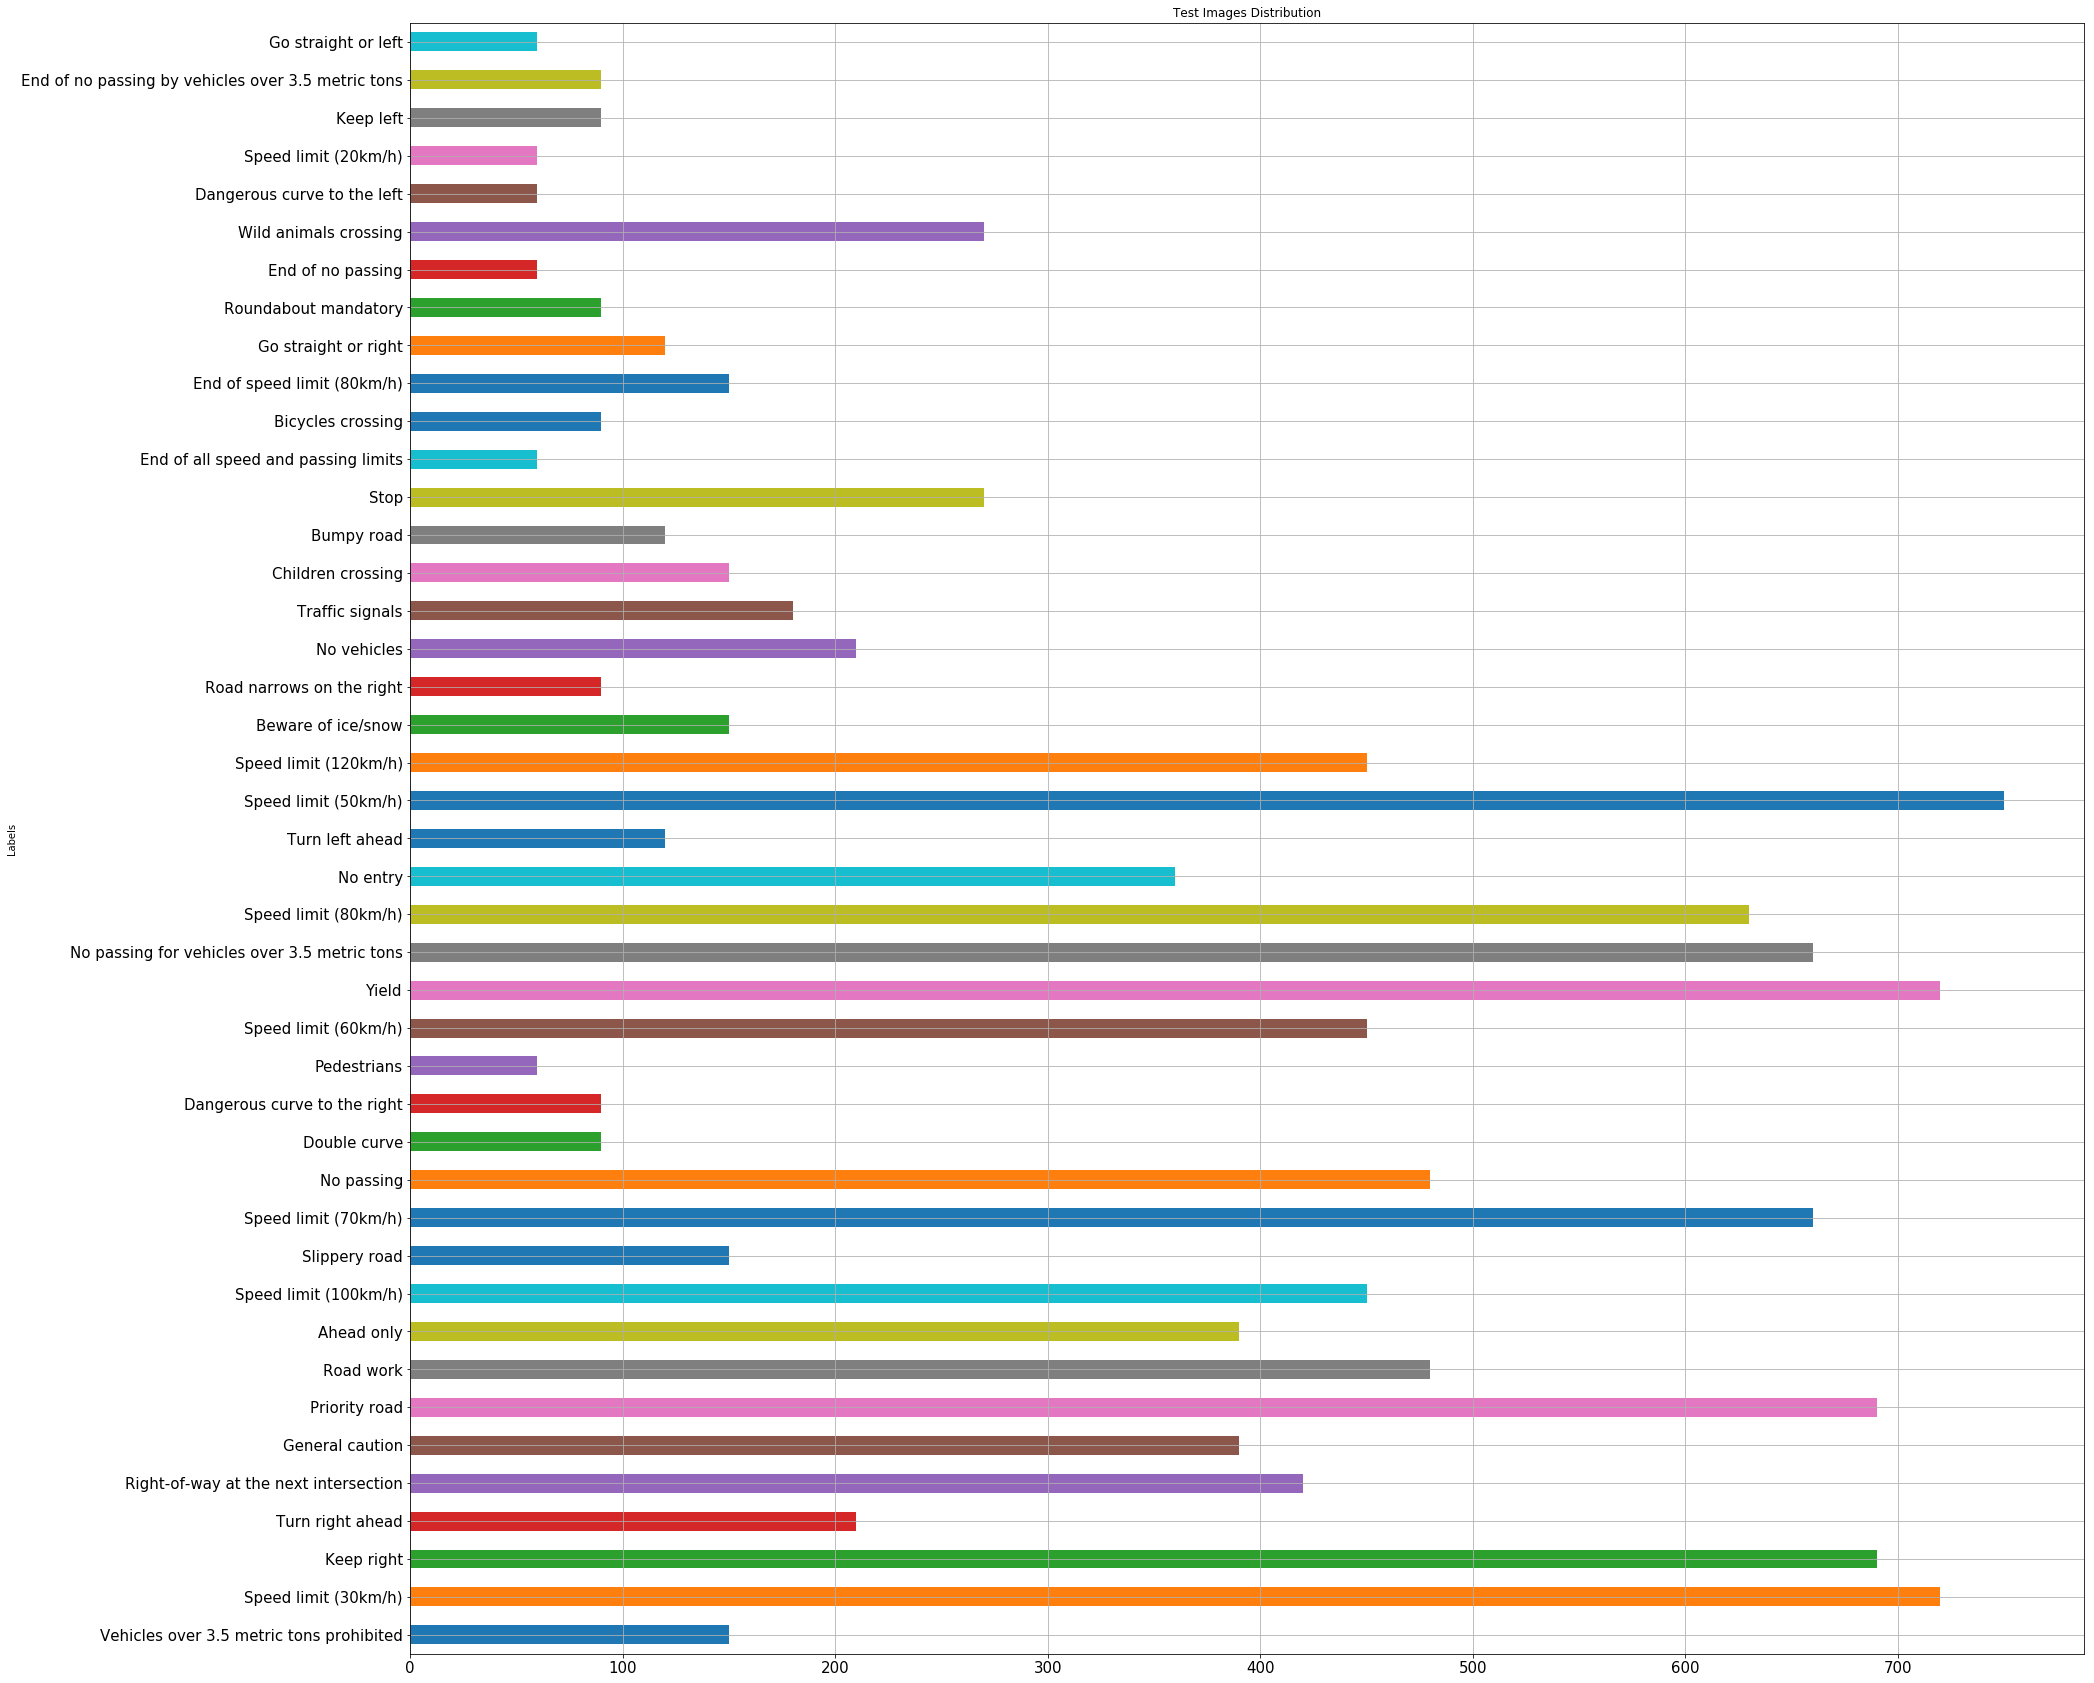 Test Images Distribution
Go straight or left
End of no passing by vehicles over 3.5 metric tons
Keep left
Speed limit (20km/h)
Dangerous curve to the left
Wild animals crossing
End of no passing
Roundabout mandatory
Go straight or right
End of speed limit (80km/h)
Bicycles crossing
End of all speed and passing limits
Stop
Bumpy road
Children crossing
Traffic signals
No vehicles
Road narrows on the right
Beware of ice/snow
Speed limit (120km/h)
Speed limit (50km/h)
Labels
Turn left ahead
No entry
Speed limit (80km/h)
No passing for vehicles over 3.5 metric tons
Yield
Speed limit (60km/h)
Pedestrians
Dangerous curve to the right
Double curve
No passing
Speed limit (70km/h)
Slippery road
Speed limit (100km/h)
Ahead only
Road work
Priority road
General caution
Right-of-way at the next intersection
Turn right ahead
Keep right
Speed limit (30km/h)
Vehicles over 3.5 metric tons prohibited
0 100 200 300 400 500 600 700